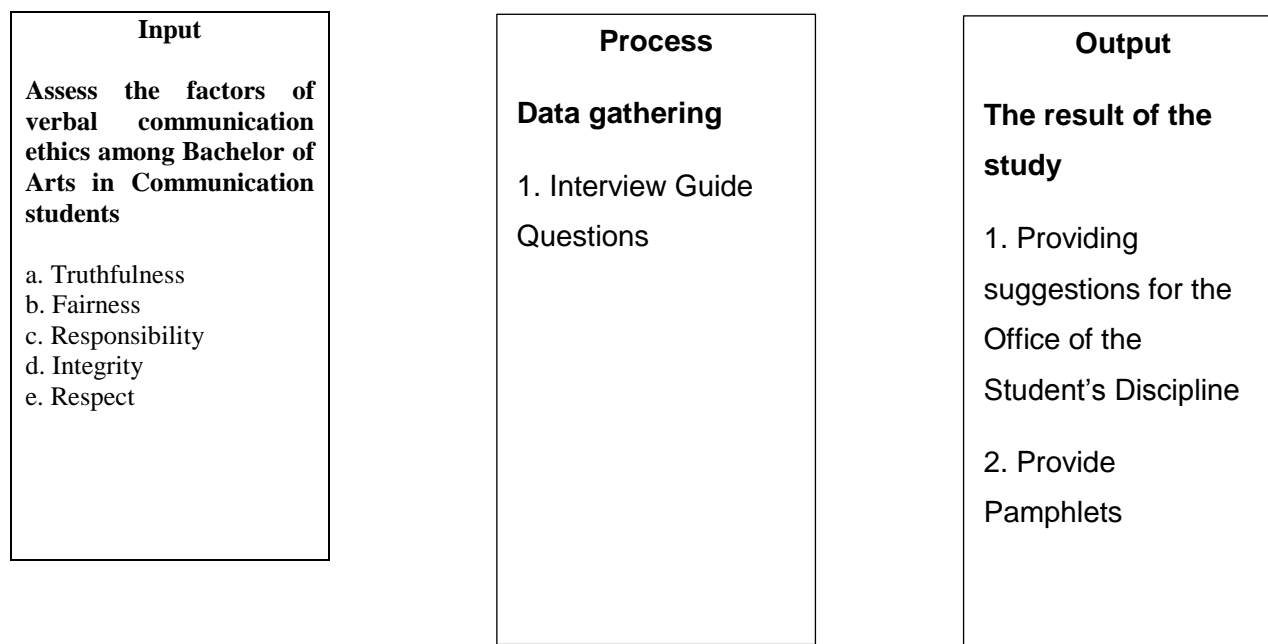 Input
Assess the factors of
verbal communication
ethics among Bachelor of
Arts in Communication
students
a. Truthfulness
b. Fairness
c. Responsibility
d. Integrity
e. Respect
Process
Data gathering
1. Interview Guide
Questions
Output
The result of the
study
1. Providing
suggestions for the
Office of the
Student’s Discipline
2. Provide
Pamphlets